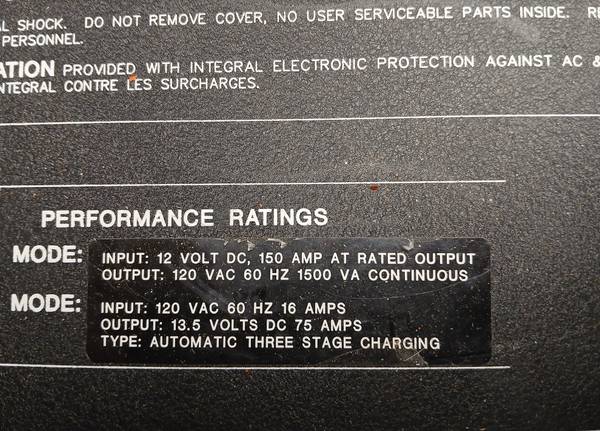 SHOCK. DO NOT REMOVE COVER, NO USER SERVICEABLE PARTS INSIDE.
PERSONNEL.
PROVIDED WITH INTEGRAL ELECTRONIC PROTECTION AGAINST AC &
CONTRE LES SURCHARGES.
PERFORMANCE RATINGS
MODE: INPUT: 12 VOLT DC, 150 AMP AT RATED OUTPUT
OUTPUT: 120 VAC 60 HZ 1500 VA CONTINUOUS
MODE: INPUT: 120 VAC 60 HZ 16 AMPS
OUTPUT: 13.5 VOLTS DC 75 AMPS
TYPE: AUTOMATIC THREE STAGE CHARGING